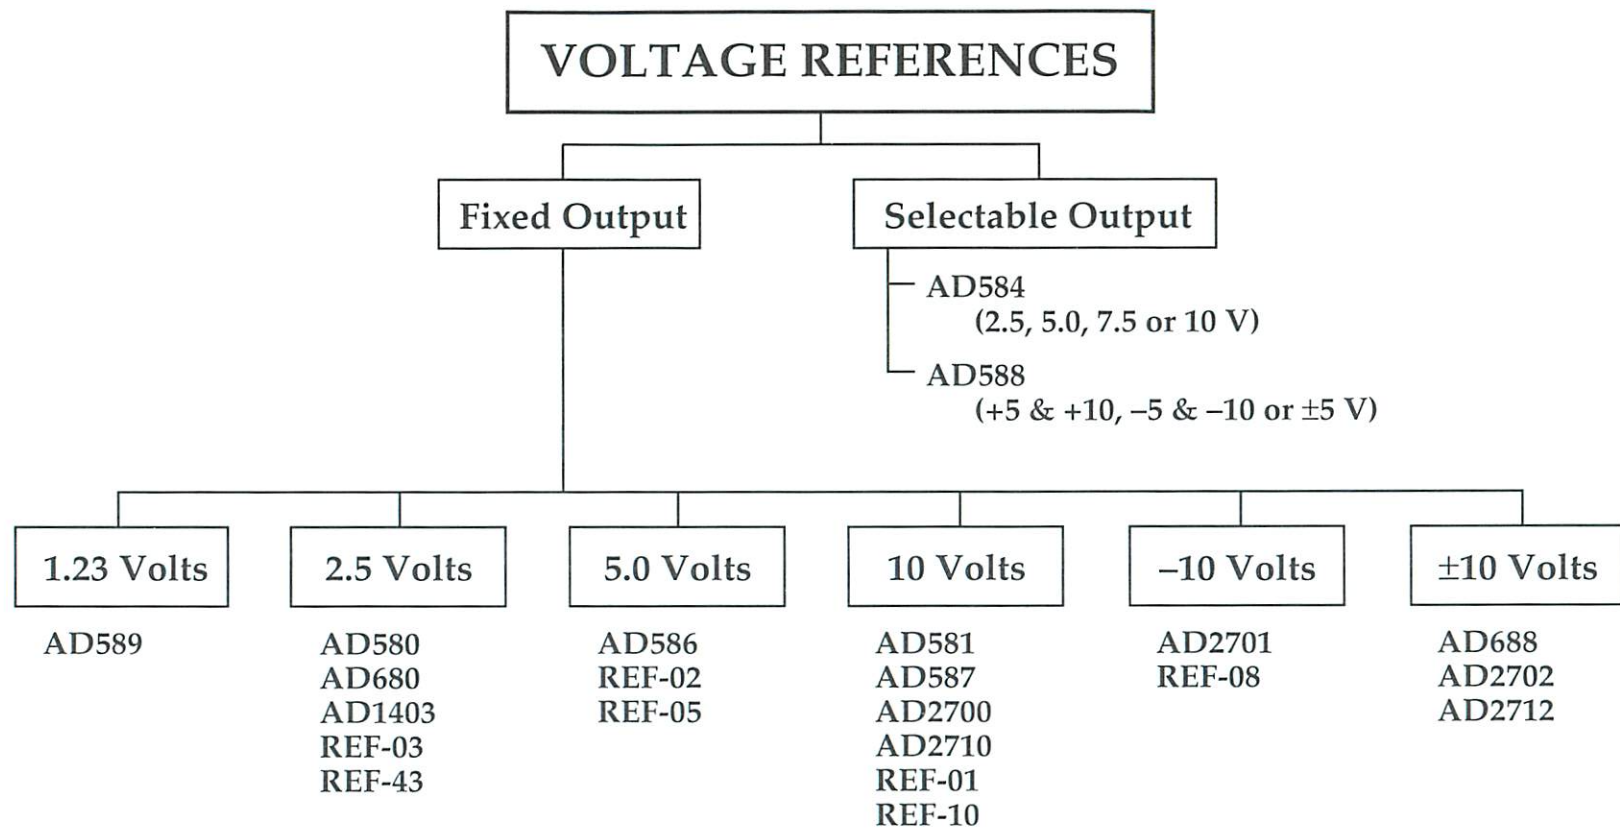 VOLTAGE REFERENCES
Fixed Output
Selectable Output
AD584
(2.5, 5.0, 7.5 or 10 V)
AD588
(+5 & +10, –5 & –10 or ±5 V)
1.23 Volts
AD589
2.5 Volts
AD580
AD680
AD1403
REF-03
REF-43
5.0 Volts
AD586
REF-02
REF-05
10 Volts
AD581
AD587
AD2700
AD2710
REF-01
REF-10
–10 Volts
AD2701
REF-08
±10 Volts
AD688
AD2702
AD2712